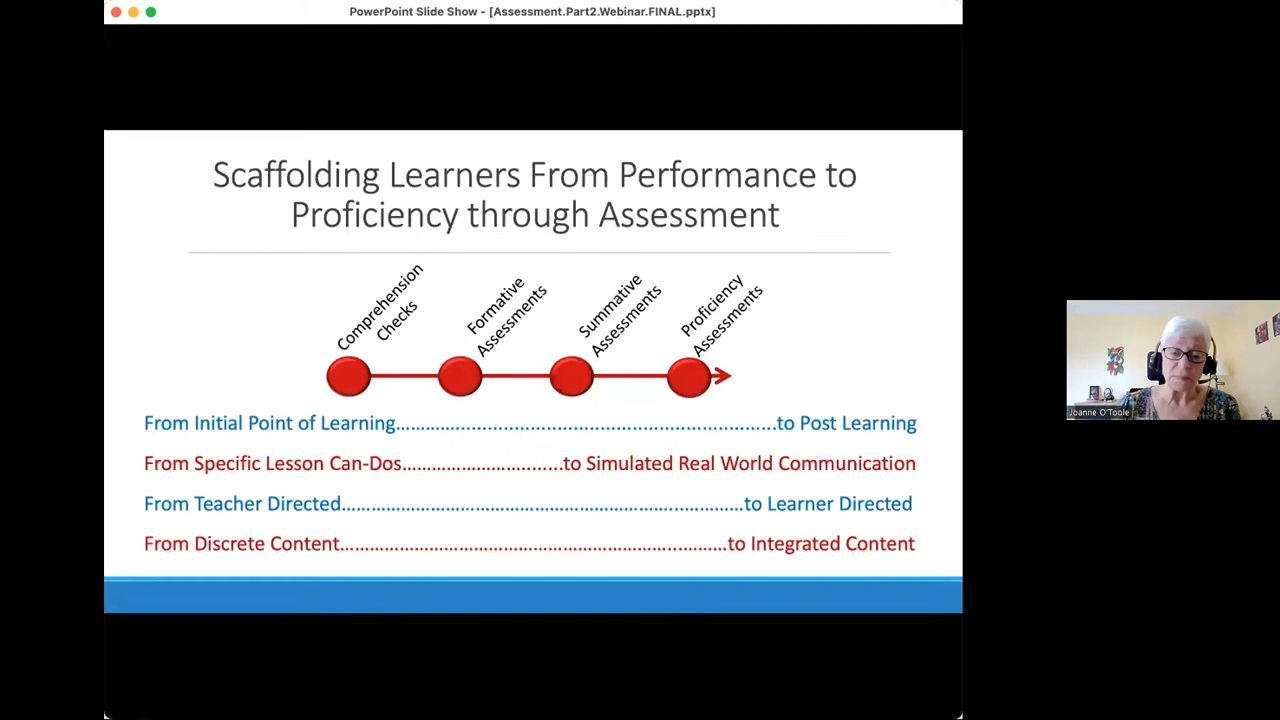 PowerPoint Slide Show - [Assessment.Part2.Webinar.FINAL.pptx]
Scaffolding Learners From Performance to
Proficiency through Assessment
Comprehension
Checks
Formative
Assessments
Summative
Assessments
Proficiency
Assessments
From Initial Point of Learning……………………………………………………….to Post Learning
From Specific Lesson Can-Dos……………………..…...to Simulated Real World Communication
From Teacher Directed…………………………………………………………..………to Learner Directed
From Discrete Content………………………………………………………..………to Integrated Content
Joanne O'Toole